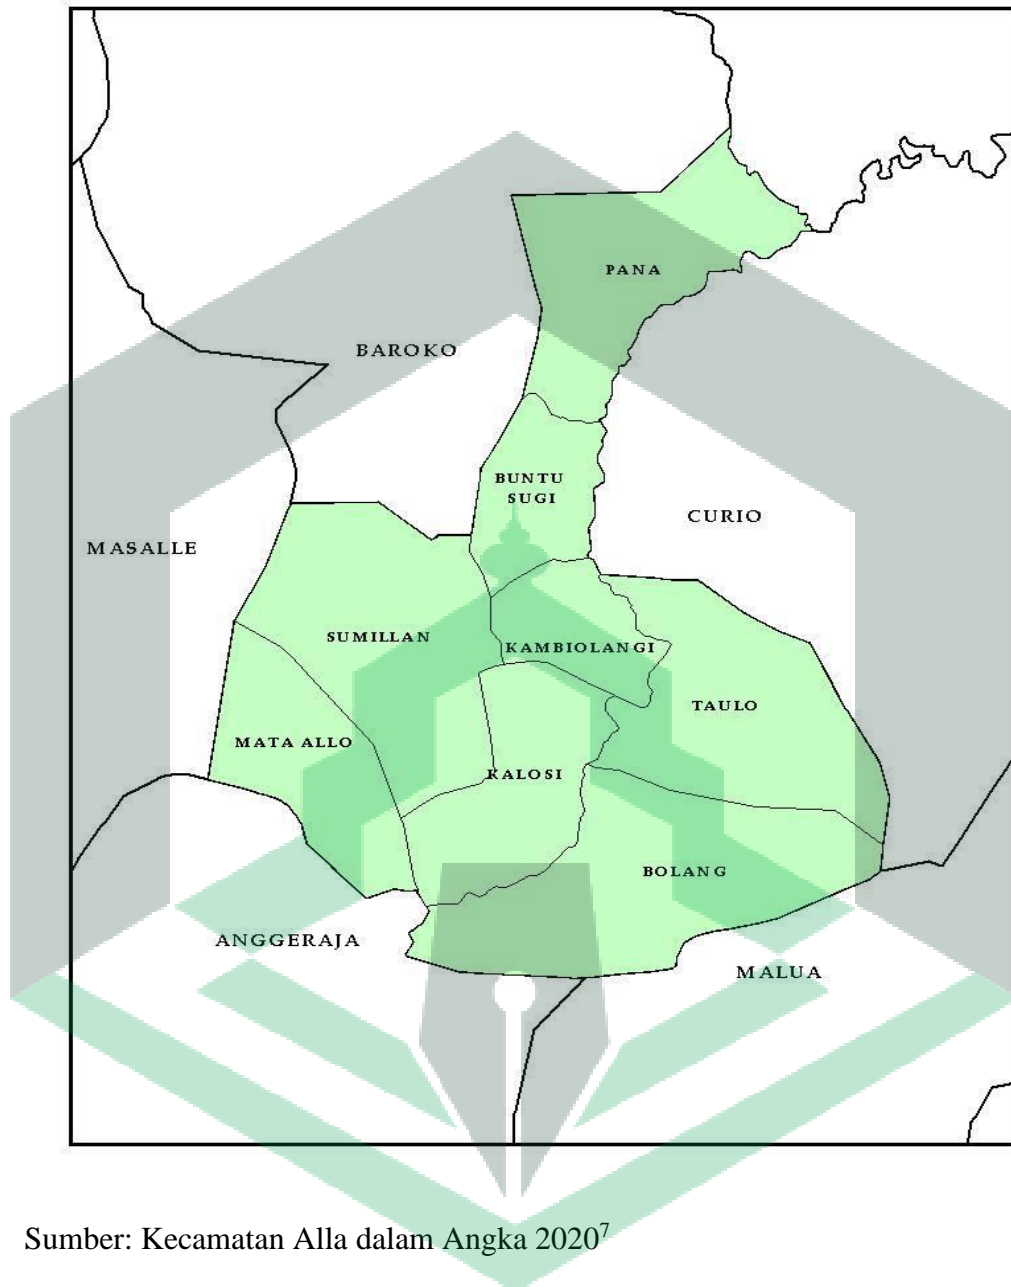 PANA
BAROKO
BUNTU
SUGI
CURIO
MASALLE
SUMILLAN
KAMBIOLANGI
TAULO
MATA ALLO
KALOSI
BOLANG
ANGGERAJA
MALUA
Sumber: Kecamatan Alla dalam Angka 2020⁷